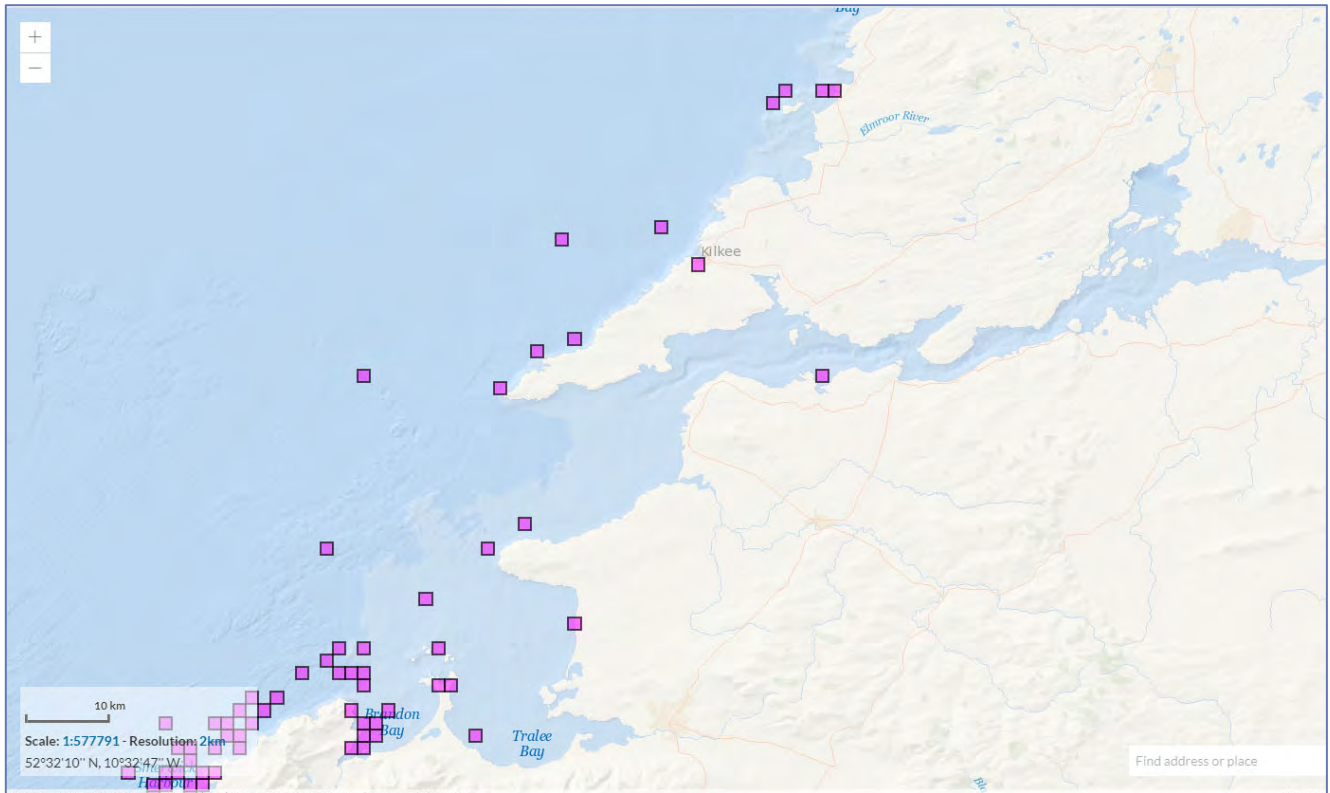 Bay
+
−
Elmroor River
Kilkee
10 km
Brandon
Bay
Scale: 1:577791 - Resolution: 2km
Tralee
Bay
52°32'10'' N, 10°32'47'' W
Find address or place
Harbour